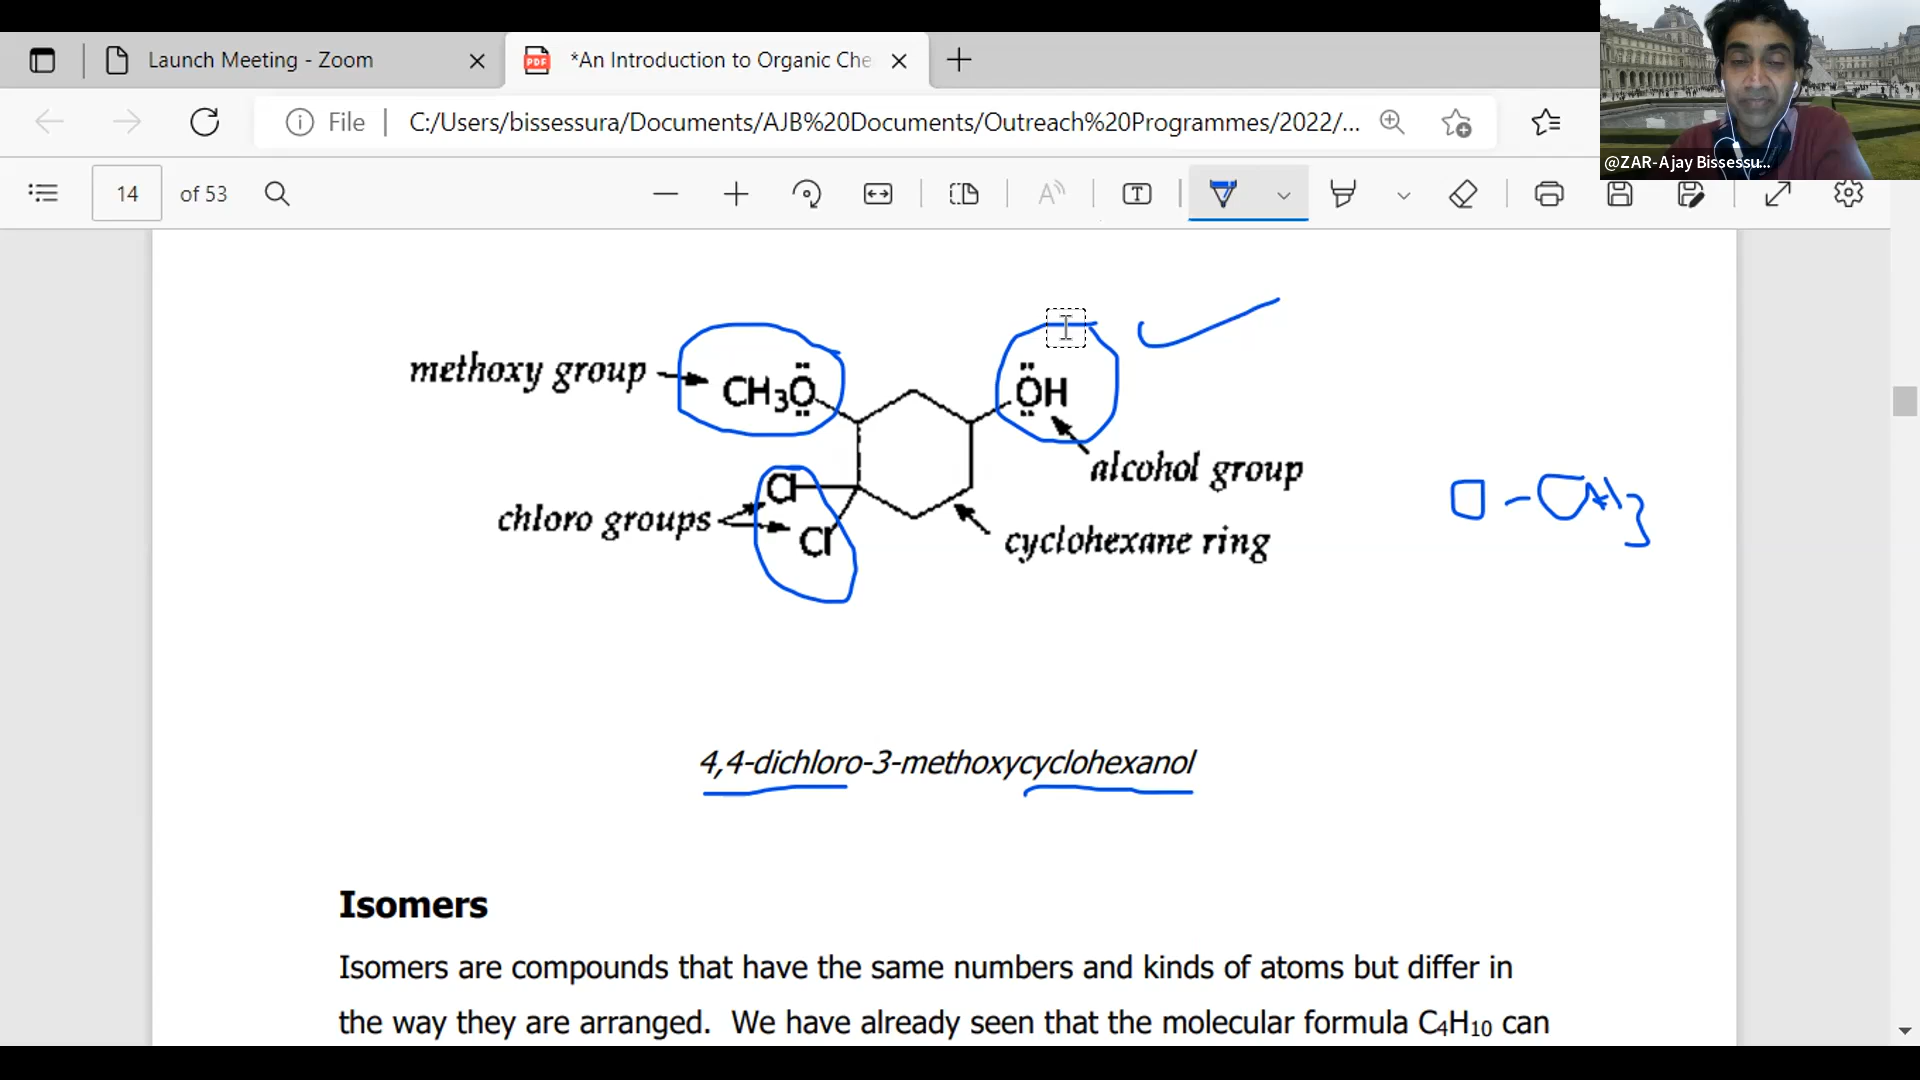 Launch Meeting - Zoom
*An Introduction to Organic Che
File
C:/Users/bissessura/Documents/AJB%20Documents/Outreach%20Programmes/2022/...
@ZAR-Ajay Bissessu...
14 of 53
methoxy group
CH₃O
OH
alcohol group
Cl
chloro groups
Cl
cyclohexane ring
O-CH₃
4,4-dichloro-3-methoxycyclohexanol
Isomers
Isomers are compounds that have the same numbers and kinds of atoms but differ in
the way they are arranged. We have already seen that the molecular formula C₄H₁₀ can